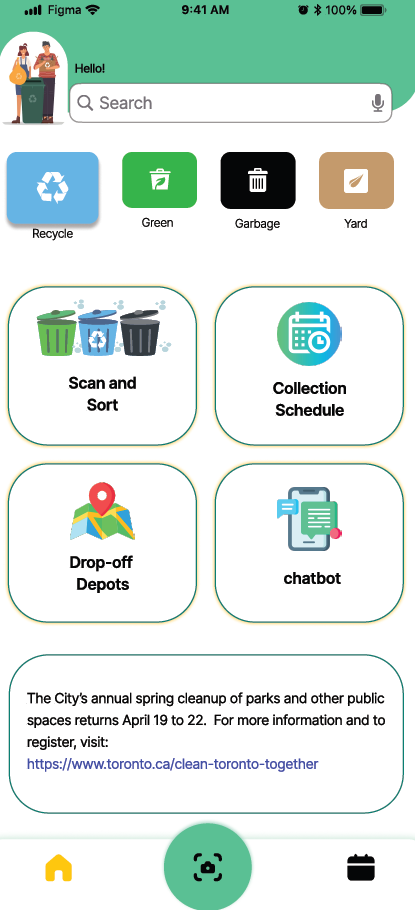 Figma 9:41 AM 100%
Hello!
Search
Recycle Green Garbage Yard
Scan and
Sort
Collection
Schedule
Drop-off
Depots
chatbot
The City's annual spring cleanup of parks and other public
spaces returns April 19 to 22. For more information and to
register, visit:
https://www.toronto.ca/clean-toronto-together